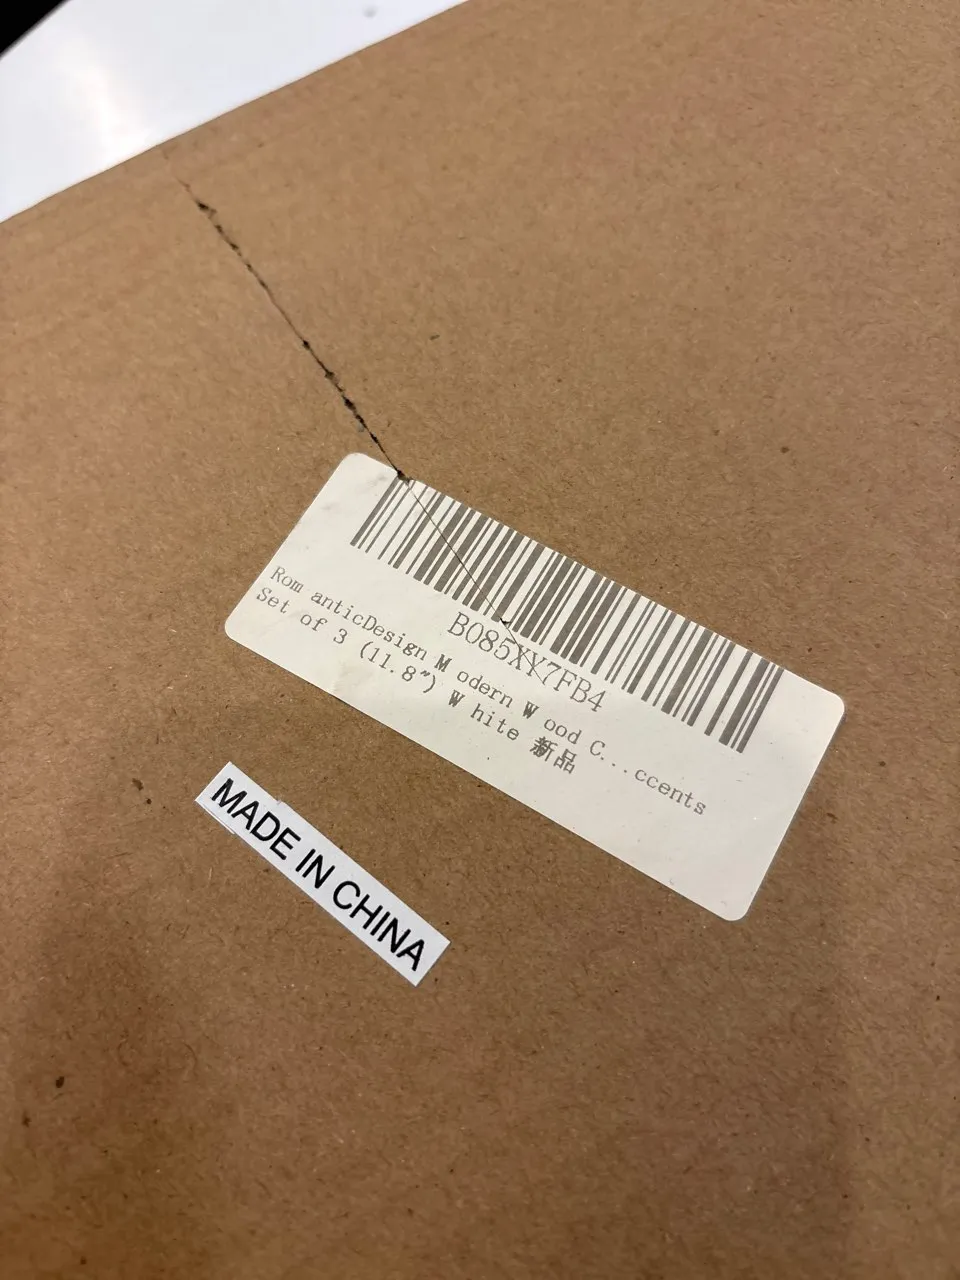 B085XY7FB4
Rom anticDesign M odern W ood C...ccents
Set of 3 (11.8") W hite 新品
MADE IN CHINA